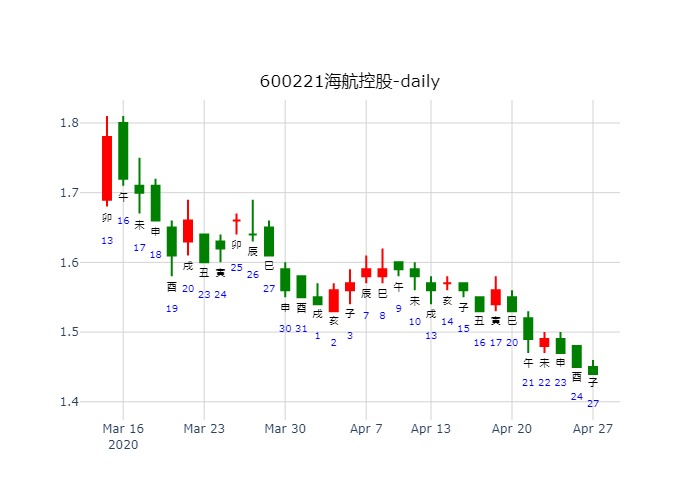 600221海航控股-daily
1.8
1.7
1.6
1.5
1.4
卯
13
午
16
未
17
申
18
酉
19
戌
20
丑
23
寅
24
卯
25
辰
26
巳
27
申
30
酉
31
戌
1
亥
2
子
3
辰
7
巳
8
午
9
未
10
戌
13
亥
14
子
15
丑
16
寅
17
巳
20
午
21
未
22
申
23
酉
24
子
27
Mar 16
2020
Mar 23
Mar 30
Apr 7
Apr 13
Apr 20
Apr 27